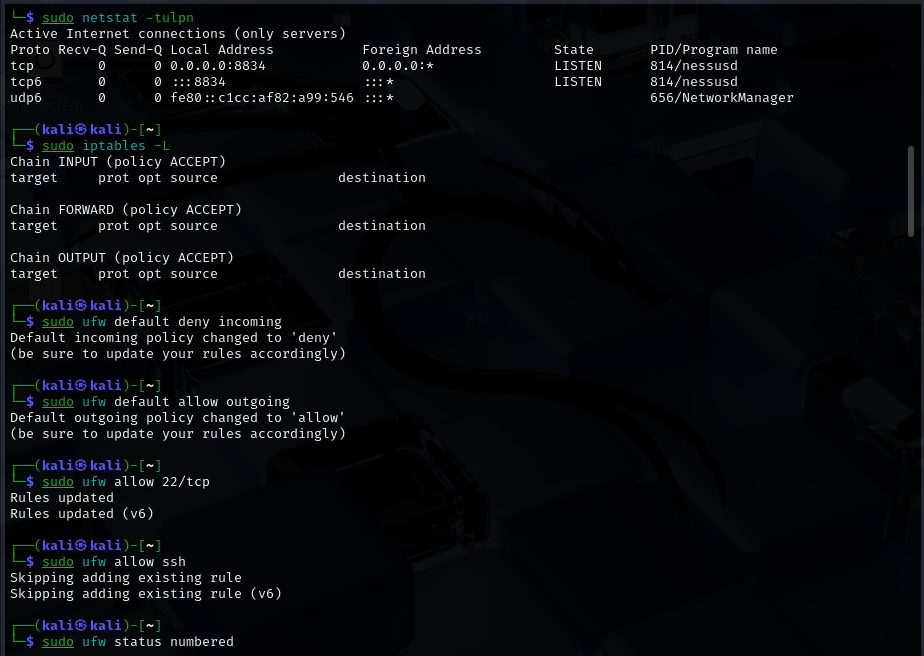 └─$ sudo netstat -tulpn
Active Internet connections (only servers)
Proto Recv-Q Send-Q Local Address           Foreign Address         State       PID/Program name
tcp        0      0 0.0.0.0:8834            0.0.0.0:*               LISTEN      814/nessusd
tcp6       0      0 :::8834                 :::*                    LISTEN      814/nessusd
udp6       0      0 fe80::c1cc:af82:a99:546 :::*                                656/NetworkManager
┌──(kali㉿kali)-[~]
└─$ sudo iptables -L
Chain INPUT (policy ACCEPT)
target     prot opt source               destination
Chain FORWARD (policy ACCEPT)
target     prot opt source               destination
Chain OUTPUT (policy ACCEPT)
target     prot opt source               destination
┌──(kali㉿kali)-[~]
└─$ sudo ufw default deny incoming
Default incoming policy changed to 'deny'
(be sure to update your rules accordingly)
┌──(kali㉿kali)-[~]
└─$ sudo ufw default allow outgoing
Default outgoing policy changed to 'allow'
(be sure to update your rules accordingly)
┌──(kali㉿kali)-[~]
└─$ sudo ufw allow 22/tcp
Rules updated
Rules updated (v6)
┌──(kali㉿kali)-[~]
└─$ sudo ufw allow ssh
Skipping adding existing rule
Skipping adding existing rule (v6)
┌──(kali㉿kali)-[~]
└─$ sudo ufw status numbered